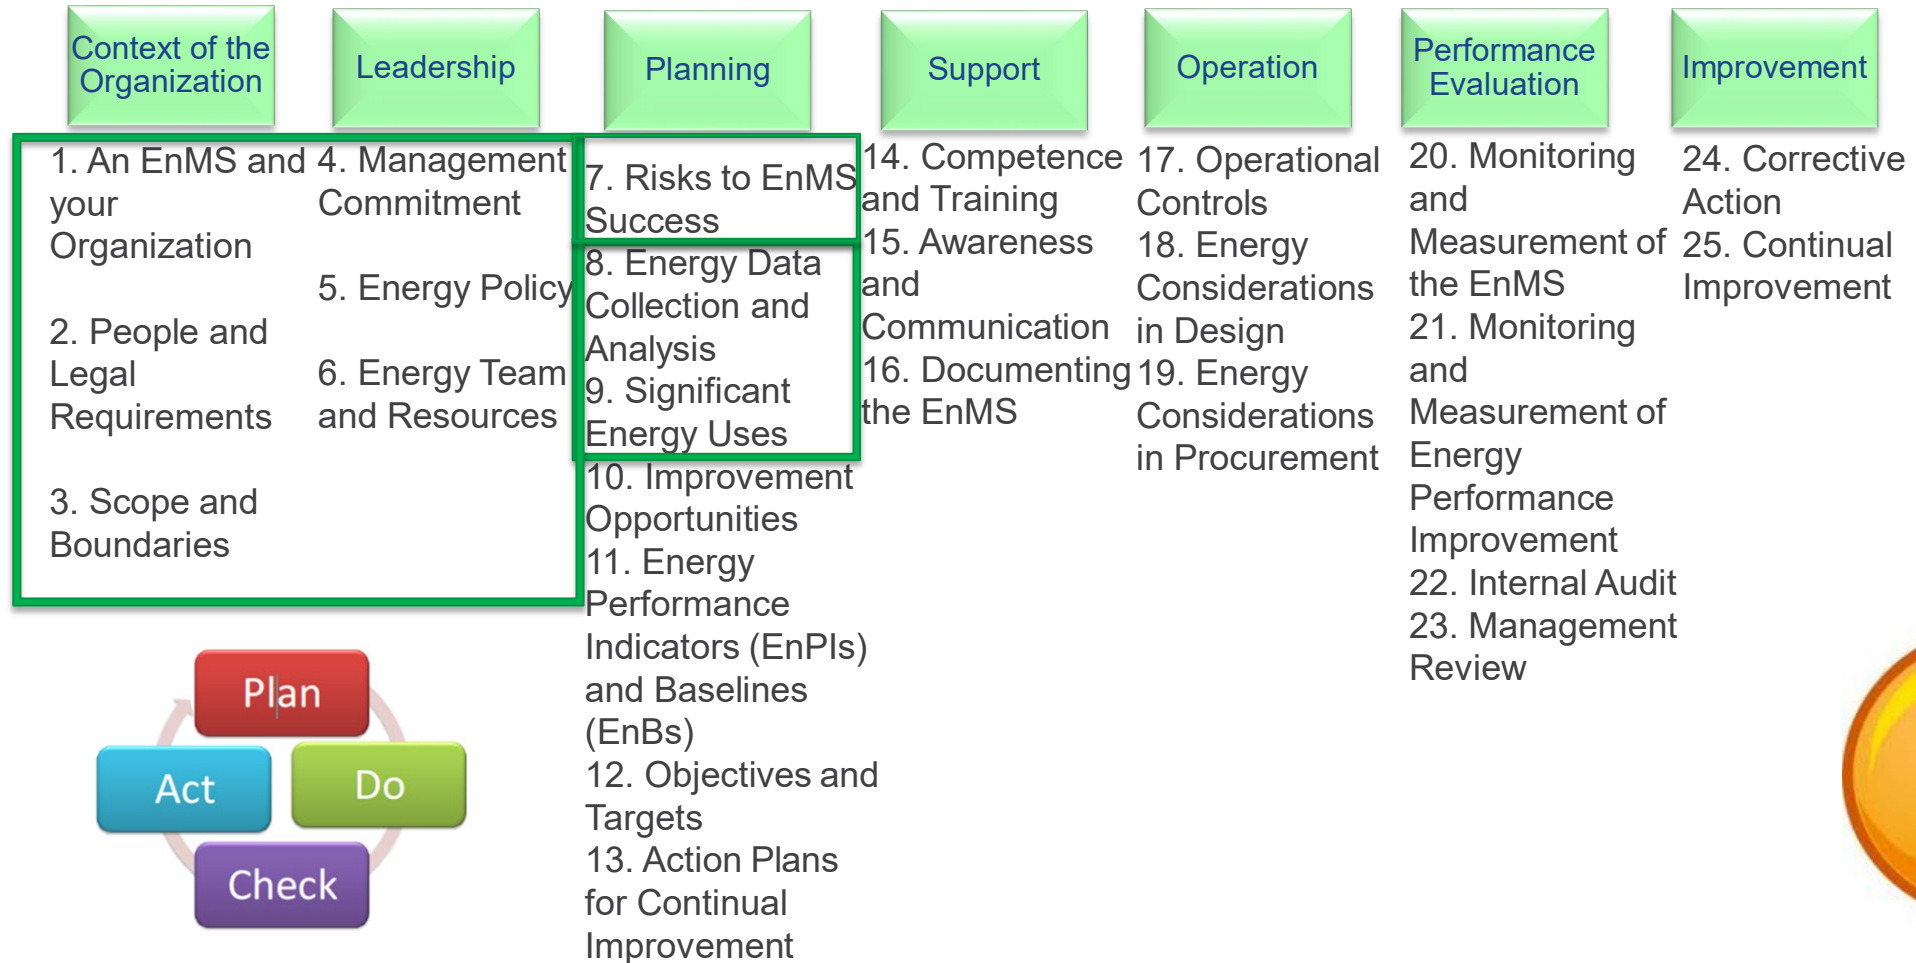 Context of the
Organization
Leadership
Planning
Support
Operation
Performance
Evaluation
Improvement
1. An EnMS and
your
Organization
2. People and
Legal
Requirements
3. Scope and
Boundaries
4. Management
Commitment
5. Energy Policy
6. Energy Team
and Resources
7. Risks to EnMS
Success
8. Energy Data
Collection and
Analysis
9. Significant
Energy Uses
10. Improvement
Opportunities
11. Energy
Performance
Indicators (EnPIs)
and Baselines
(EnBs)
12. Objectives and
Targets
13. Action Plans
for Continual
Improvement
14. Competence
and Training
15. Awareness
and
Communication
16. Documenting
the EnMS
17. Operational
Controls
18. Energy
Considerations
in Design
19. Energy
Considerations
in Procurement
20. Monitoring
and
Measurement of
the EnMS
21. Monitoring
and
Measurement of
Energy
Performance
Improvement
22. Internal Audit
23. Management
Review
24. Corrective
Action
25. Continual
Improvement
Plan
Do
Check
Act